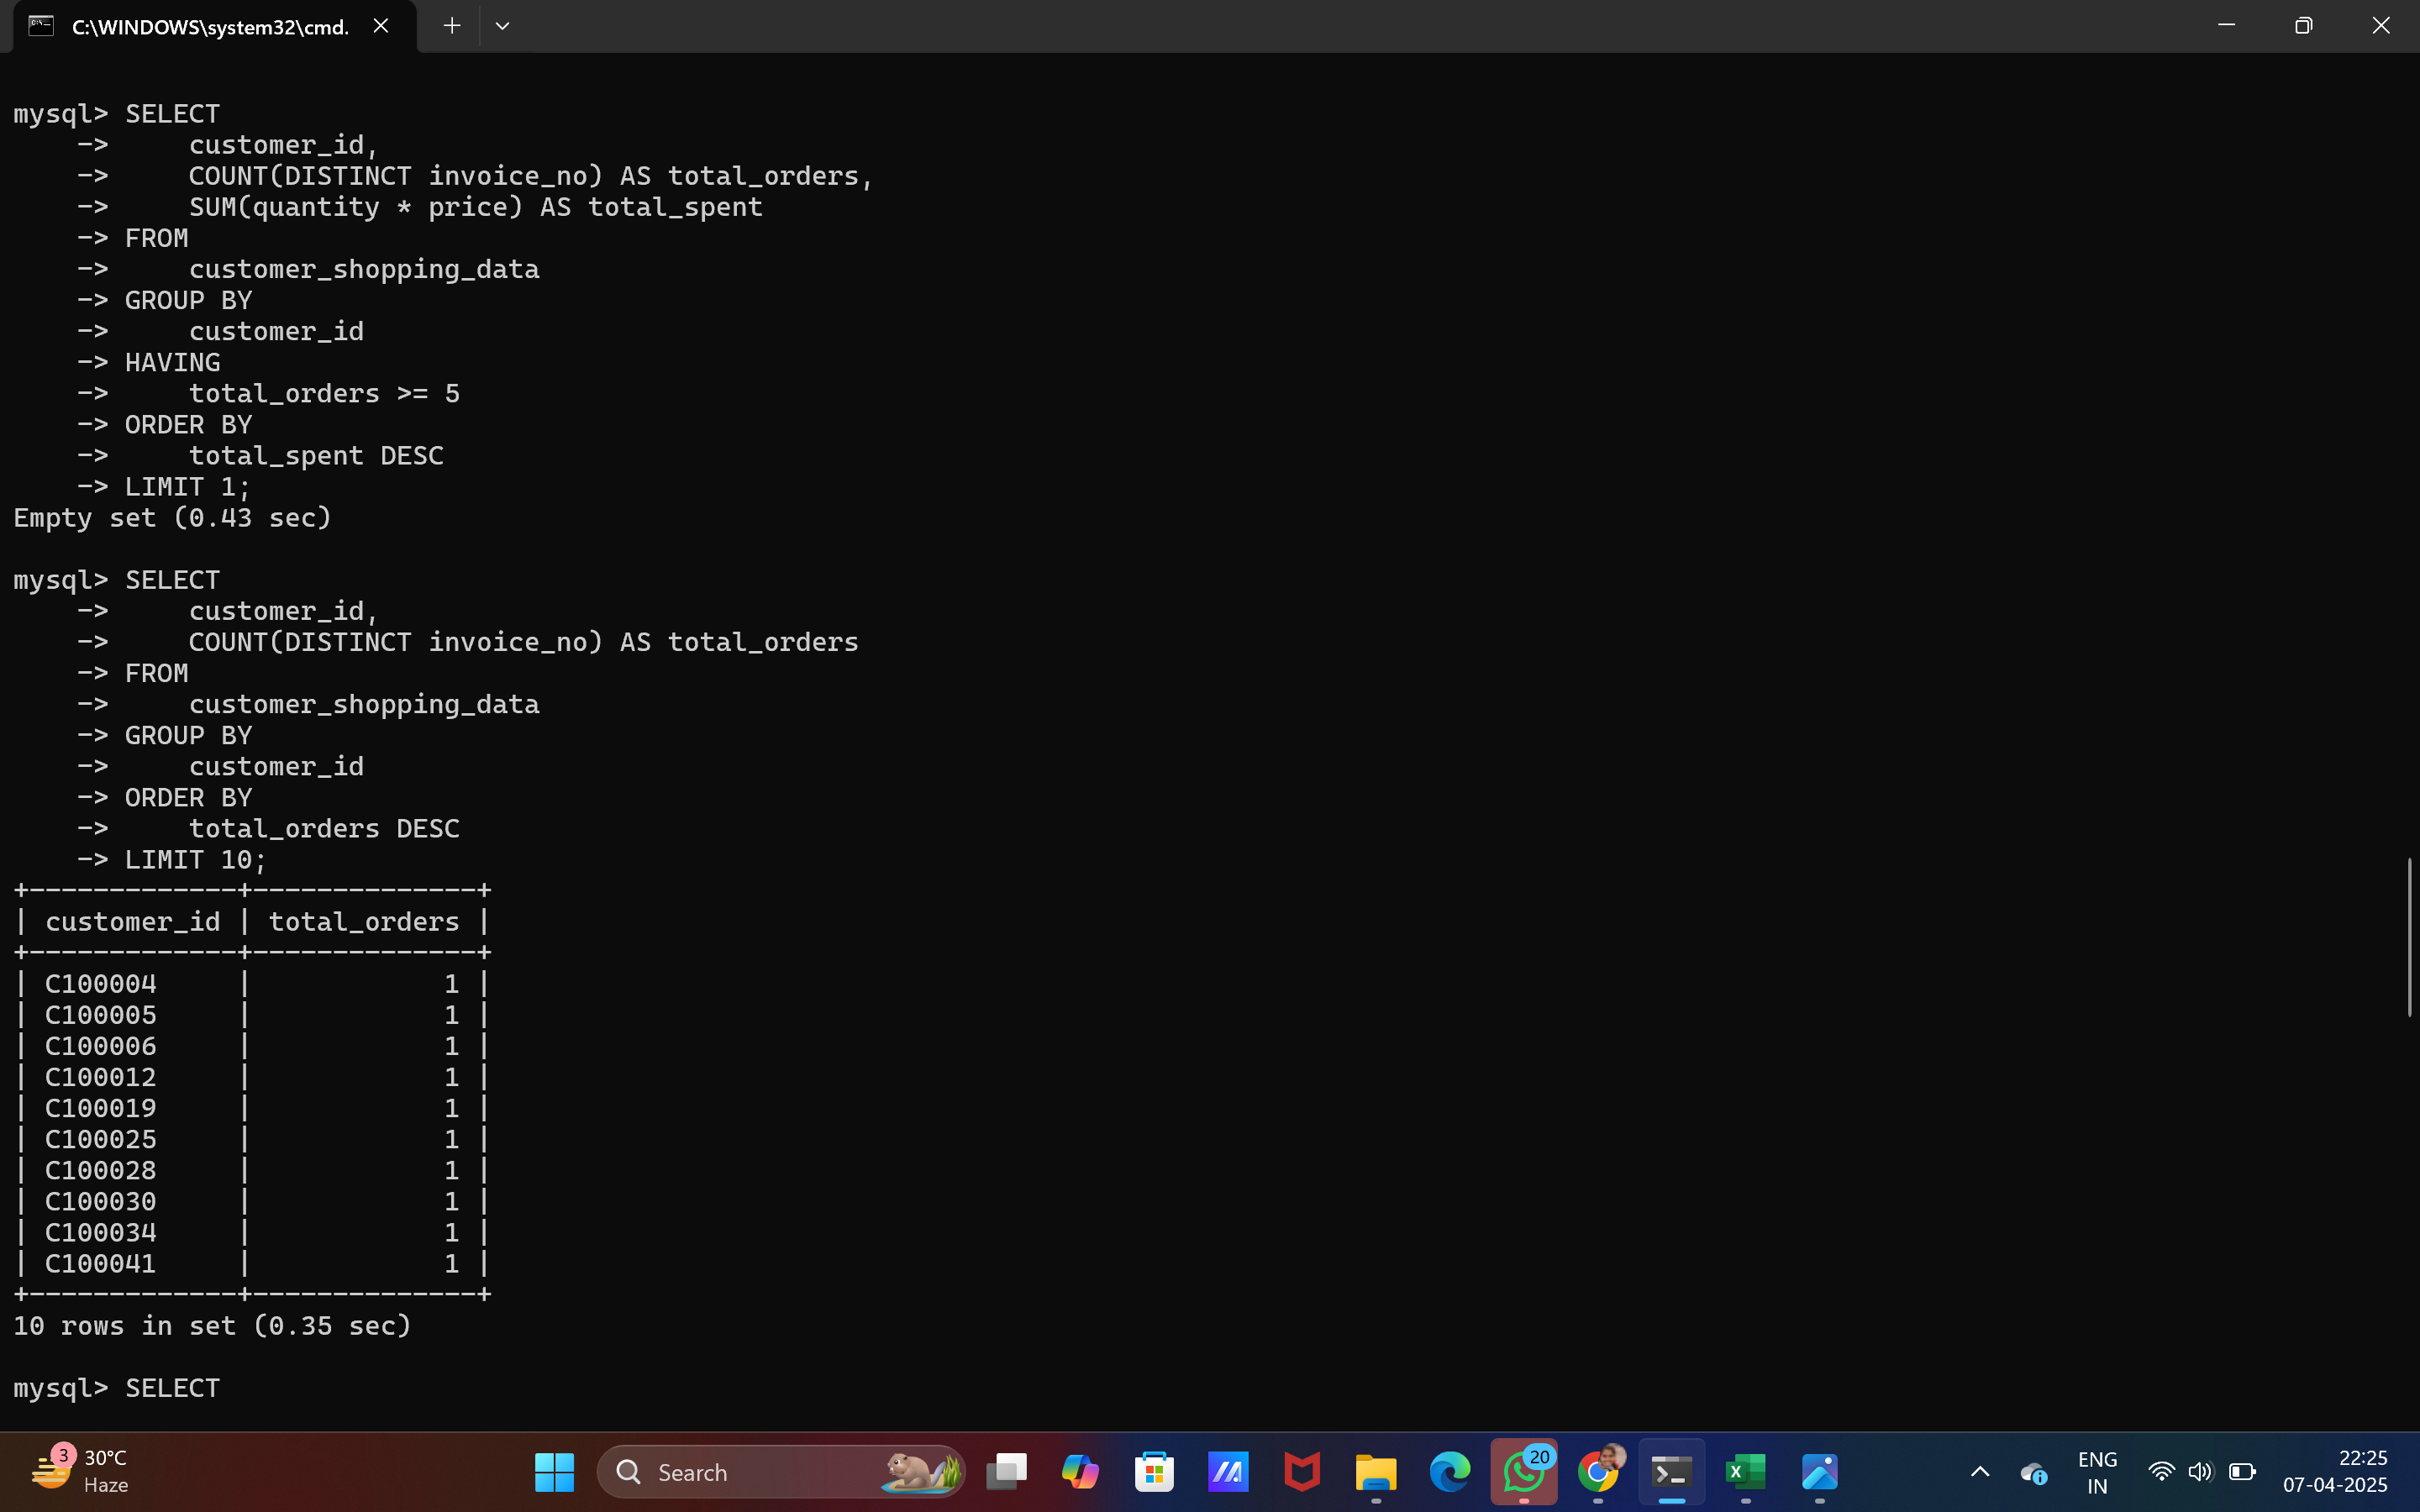 C:\WINDOWS\system32\cmd.
mysql> SELECT
    ->     customer_id,
    ->     COUNT(DISTINCT invoice_no) AS total_orders,
    ->     SUM(quantity * price) AS total_spent
    -> FROM
    ->     customer_shopping_data
    -> GROUP BY
    ->     customer_id
    -> HAVING
    ->     total_orders >= 5
    -> ORDER BY
    ->     total_spent DESC
    -> LIMIT 1;
Empty set (0.43 sec)
mysql> SELECT
    ->     customer_id,
    ->     COUNT(DISTINCT invoice_no) AS total_orders
    -> FROM
    ->     customer_shopping_data
    -> GROUP BY
    ->     customer_id
    -> ORDER BY
    ->     total_orders DESC
    -> LIMIT 10;
+-------------+--------------+
| customer_id | total_orders |
+-------------+--------------+
| C100004     |            1 |
| C100005     |            1 |
| C100006     |            1 |
| C100012     |            1 |
| C100019     |            1 |
| C100025     |            1 |
| C100028     |            1 |
| C100030     |            1 |
| C100034     |            1 |
| C100041     |            1 |
+-------------+--------------+
10 rows in set (0.35 sec)
mysql> SELECT
3
30°C
Haze
Search
20
ENG
IN
22:25
07-04-2025